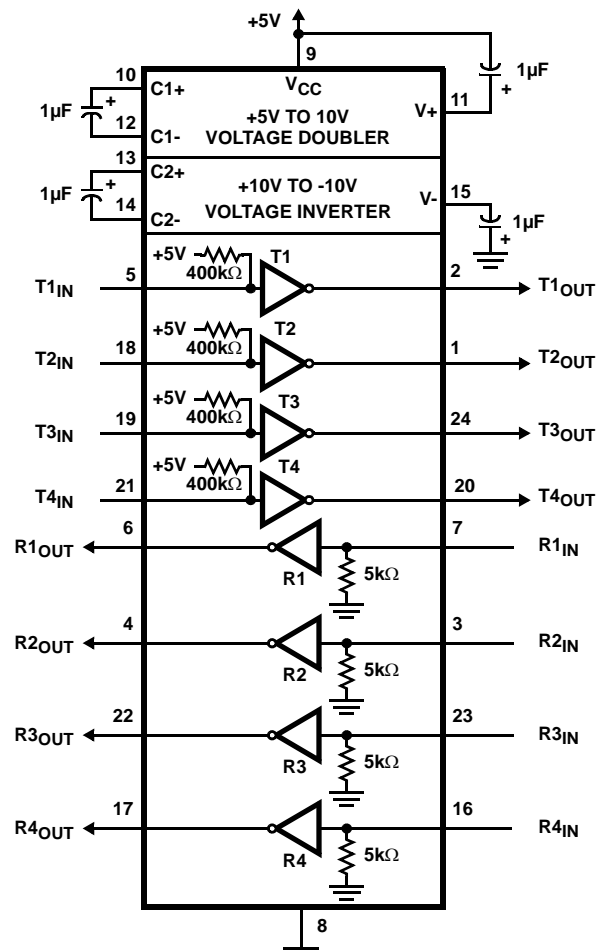 +5V
9
VCC
1µF
+
10
C1+
1µF
+
12
C1-
+5V TO 10V
VOLTAGE DOUBLER
V+
11
13
C2+
1µF
+
14
C2-
+10V TO -10V
VOLTAGE INVERTER
V-
15
1µF
+
+5V
400kΩ
T1
T1IN
5
2
T1OUT
+5V
400kΩ
T2
T2IN
18
1
T2OUT
+5V
400kΩ
T3
T3IN
19
24
T3OUT
+5V
400kΩ
T4
T4IN
21
20
T4OUT
R1OUT
6
7
R1IN
R1
5kΩ
R2OUT
4
3
R2IN
R2
5kΩ
R3OUT
22
23
R3IN
R3
5kΩ
R4OUT
17
16
R4IN
R4
5kΩ
8